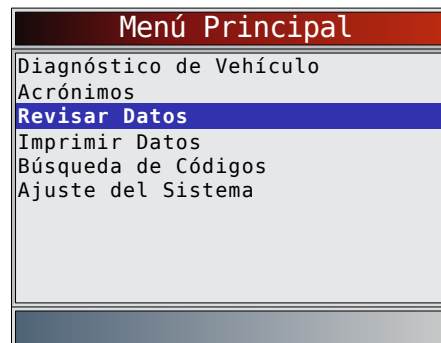 Menú Principal
Diagnóstico de Vehículo
Acrónimos
Revisar Datos
Imprimir Datos
Búsqueda de Códigos
Ajuste del Sistema